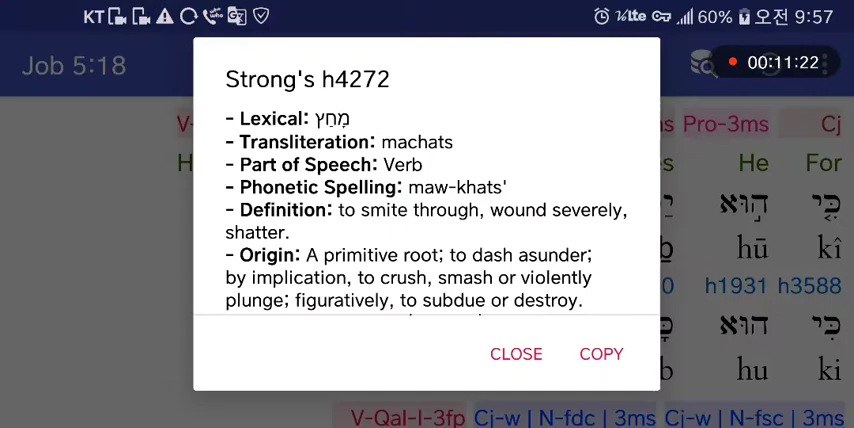 KT 60% 오전 9:57
Job 5:18
00:11:22
Strong's h4272
- Lexical: מָחַץ
- Transliteration: machats
- Part of Speech: Verb
- Phonetic Spelling: maw-khats'
- Definition: to smite through, wound severely,
shatter.
- Origin: A primitive root; to dash asunder;
by implication, to crush, smash or violently
plunge; figuratively, to subdue or destroy.
CLOSE COPY
Pro-3ms Cj
He For
ה֣וּא כִּ֤י
hū kî
h1931 h3588
הוּא כִּי
hu ki
V-Qal-I-3fp Cj-w | N-fdc | 3ms Cj-w | N-fsc | 3ms